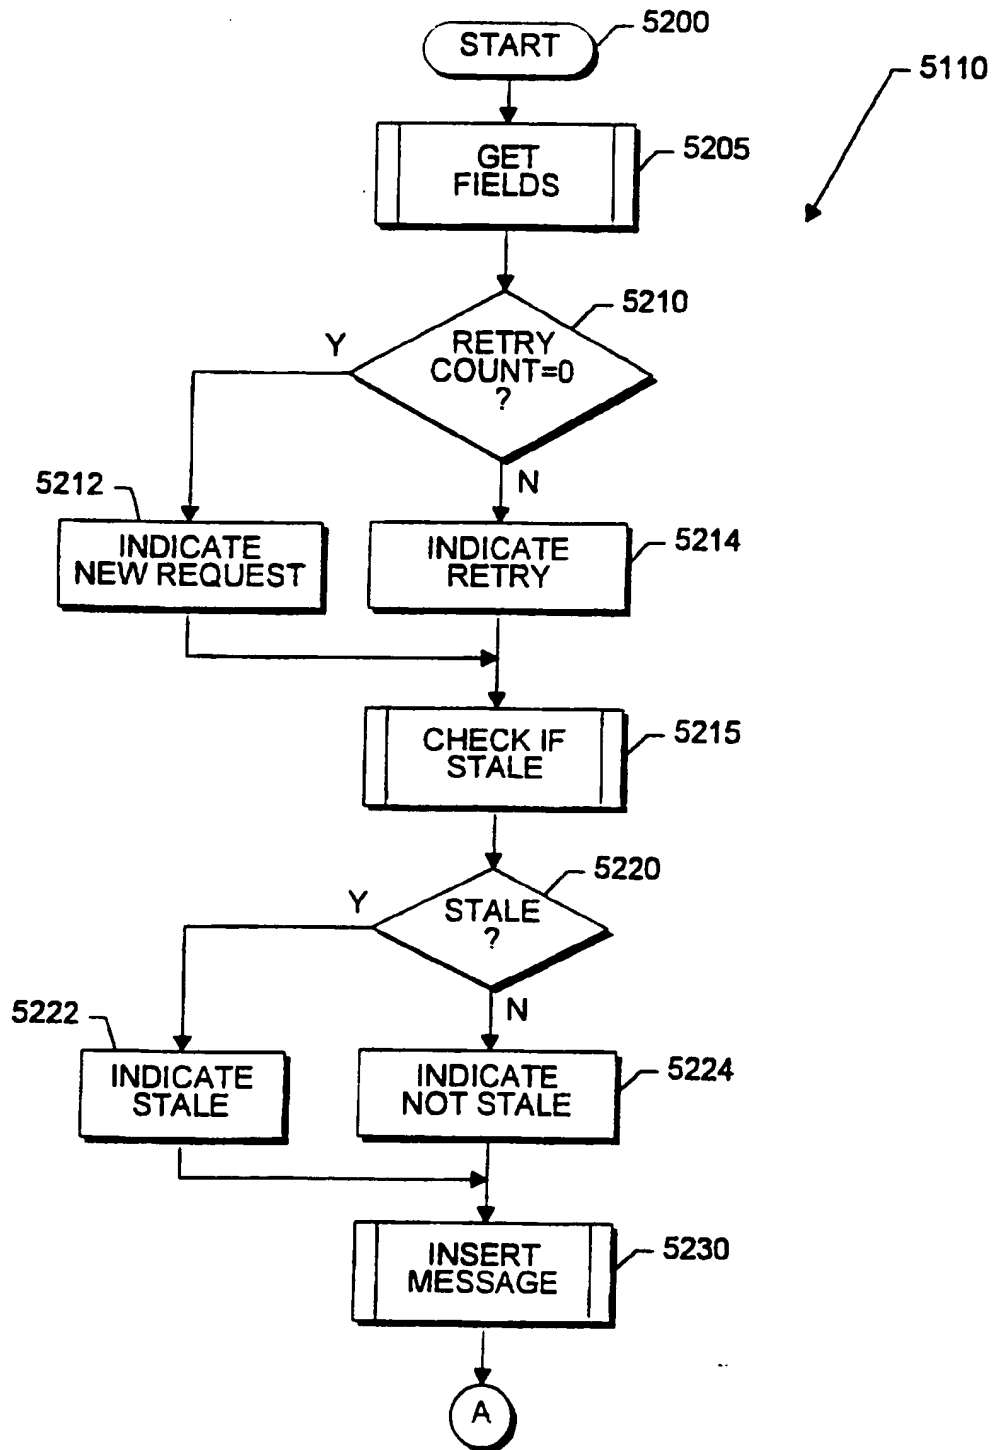 START
5200
5110
GET
FIELDS
5205
5210
RETRY
COUNT=0
?
Y
N
5212
INDICATE
NEW REQUEST
INDICATE
RETRY
5214
CHECK IF
STALE
5215
5220
STALE
?
Y
N
5222
INDICATE
STALE
INDICATE
NOT STALE
5224
INSERT
MESSAGE
5230
A